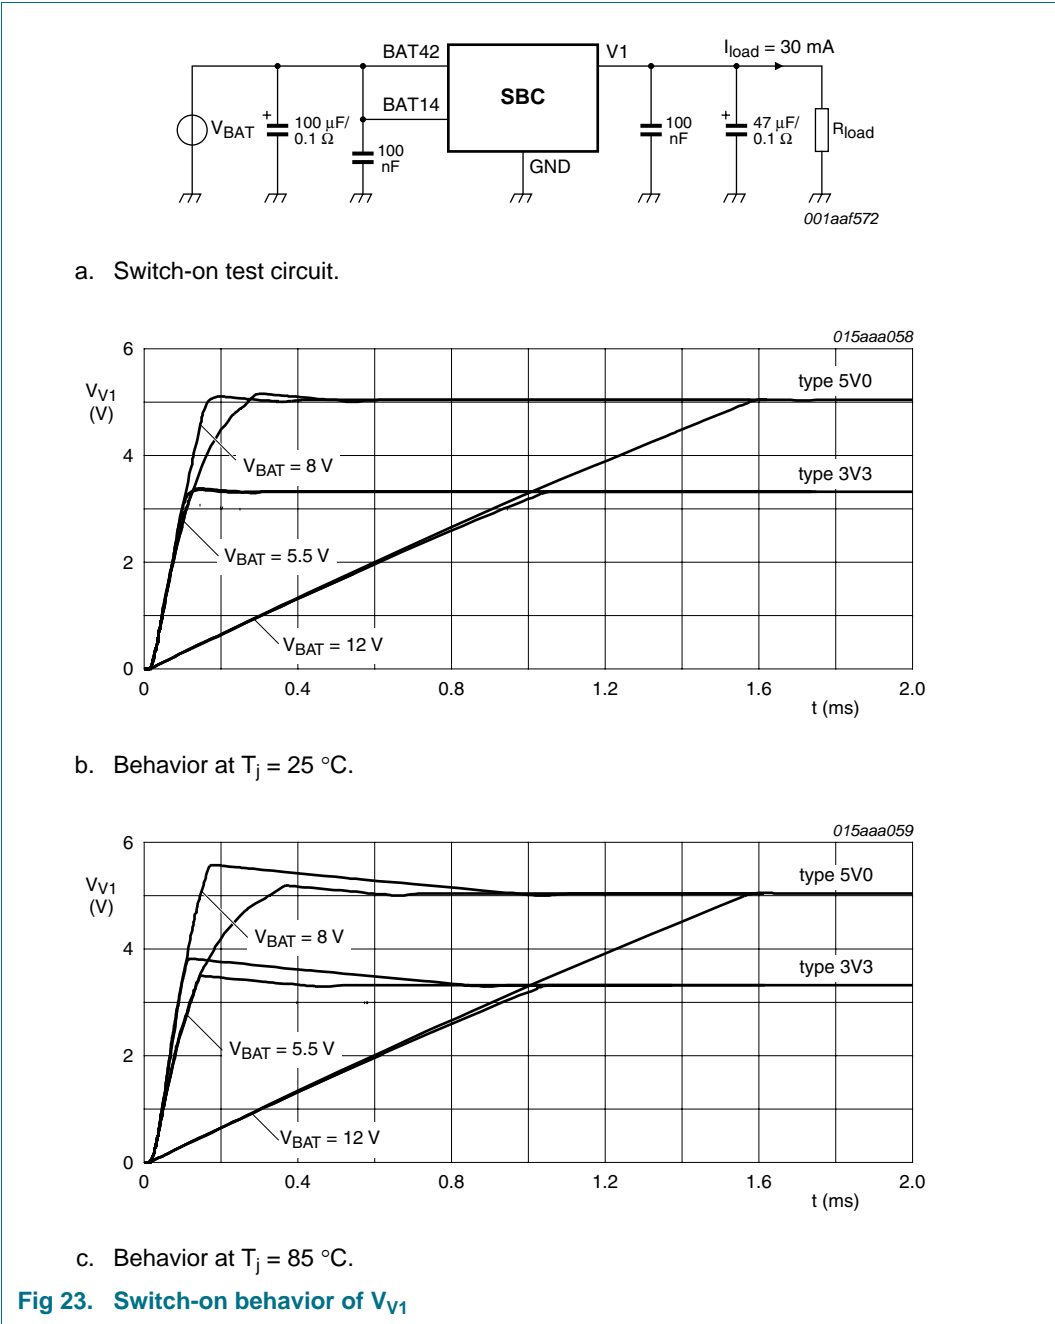 BAT42
V1
Iload = 30 mA
SBC
BAT14
VBAT
+
100 μF/
0.1 Ω
100
nF
GND
100
nF
+
47 μF/
0.1 Ω
Rload
001aaf572
a. Switch-on test circuit.
015aaa058
6
VV1
(V)
type 5V0
4
VBAT = 8 V
type 3V3
VBAT = 5.5 V
2
VBAT = 12 V
0
0 0.4 0.8 1.2 1.6 2.0
t (ms)
b. Behavior at Tj = 25 °C.
015aaa059
6
VV1
(V)
type 5V0
VBAT = 8 V
4
type 3V3
VBAT = 5.5 V
2
VBAT = 12 V
0
0 0.4 0.8 1.2 1.6 2.0
t (ms)
c. Behavior at Tj = 85 °C.
Fig 23. Switch-on behavior of VV1